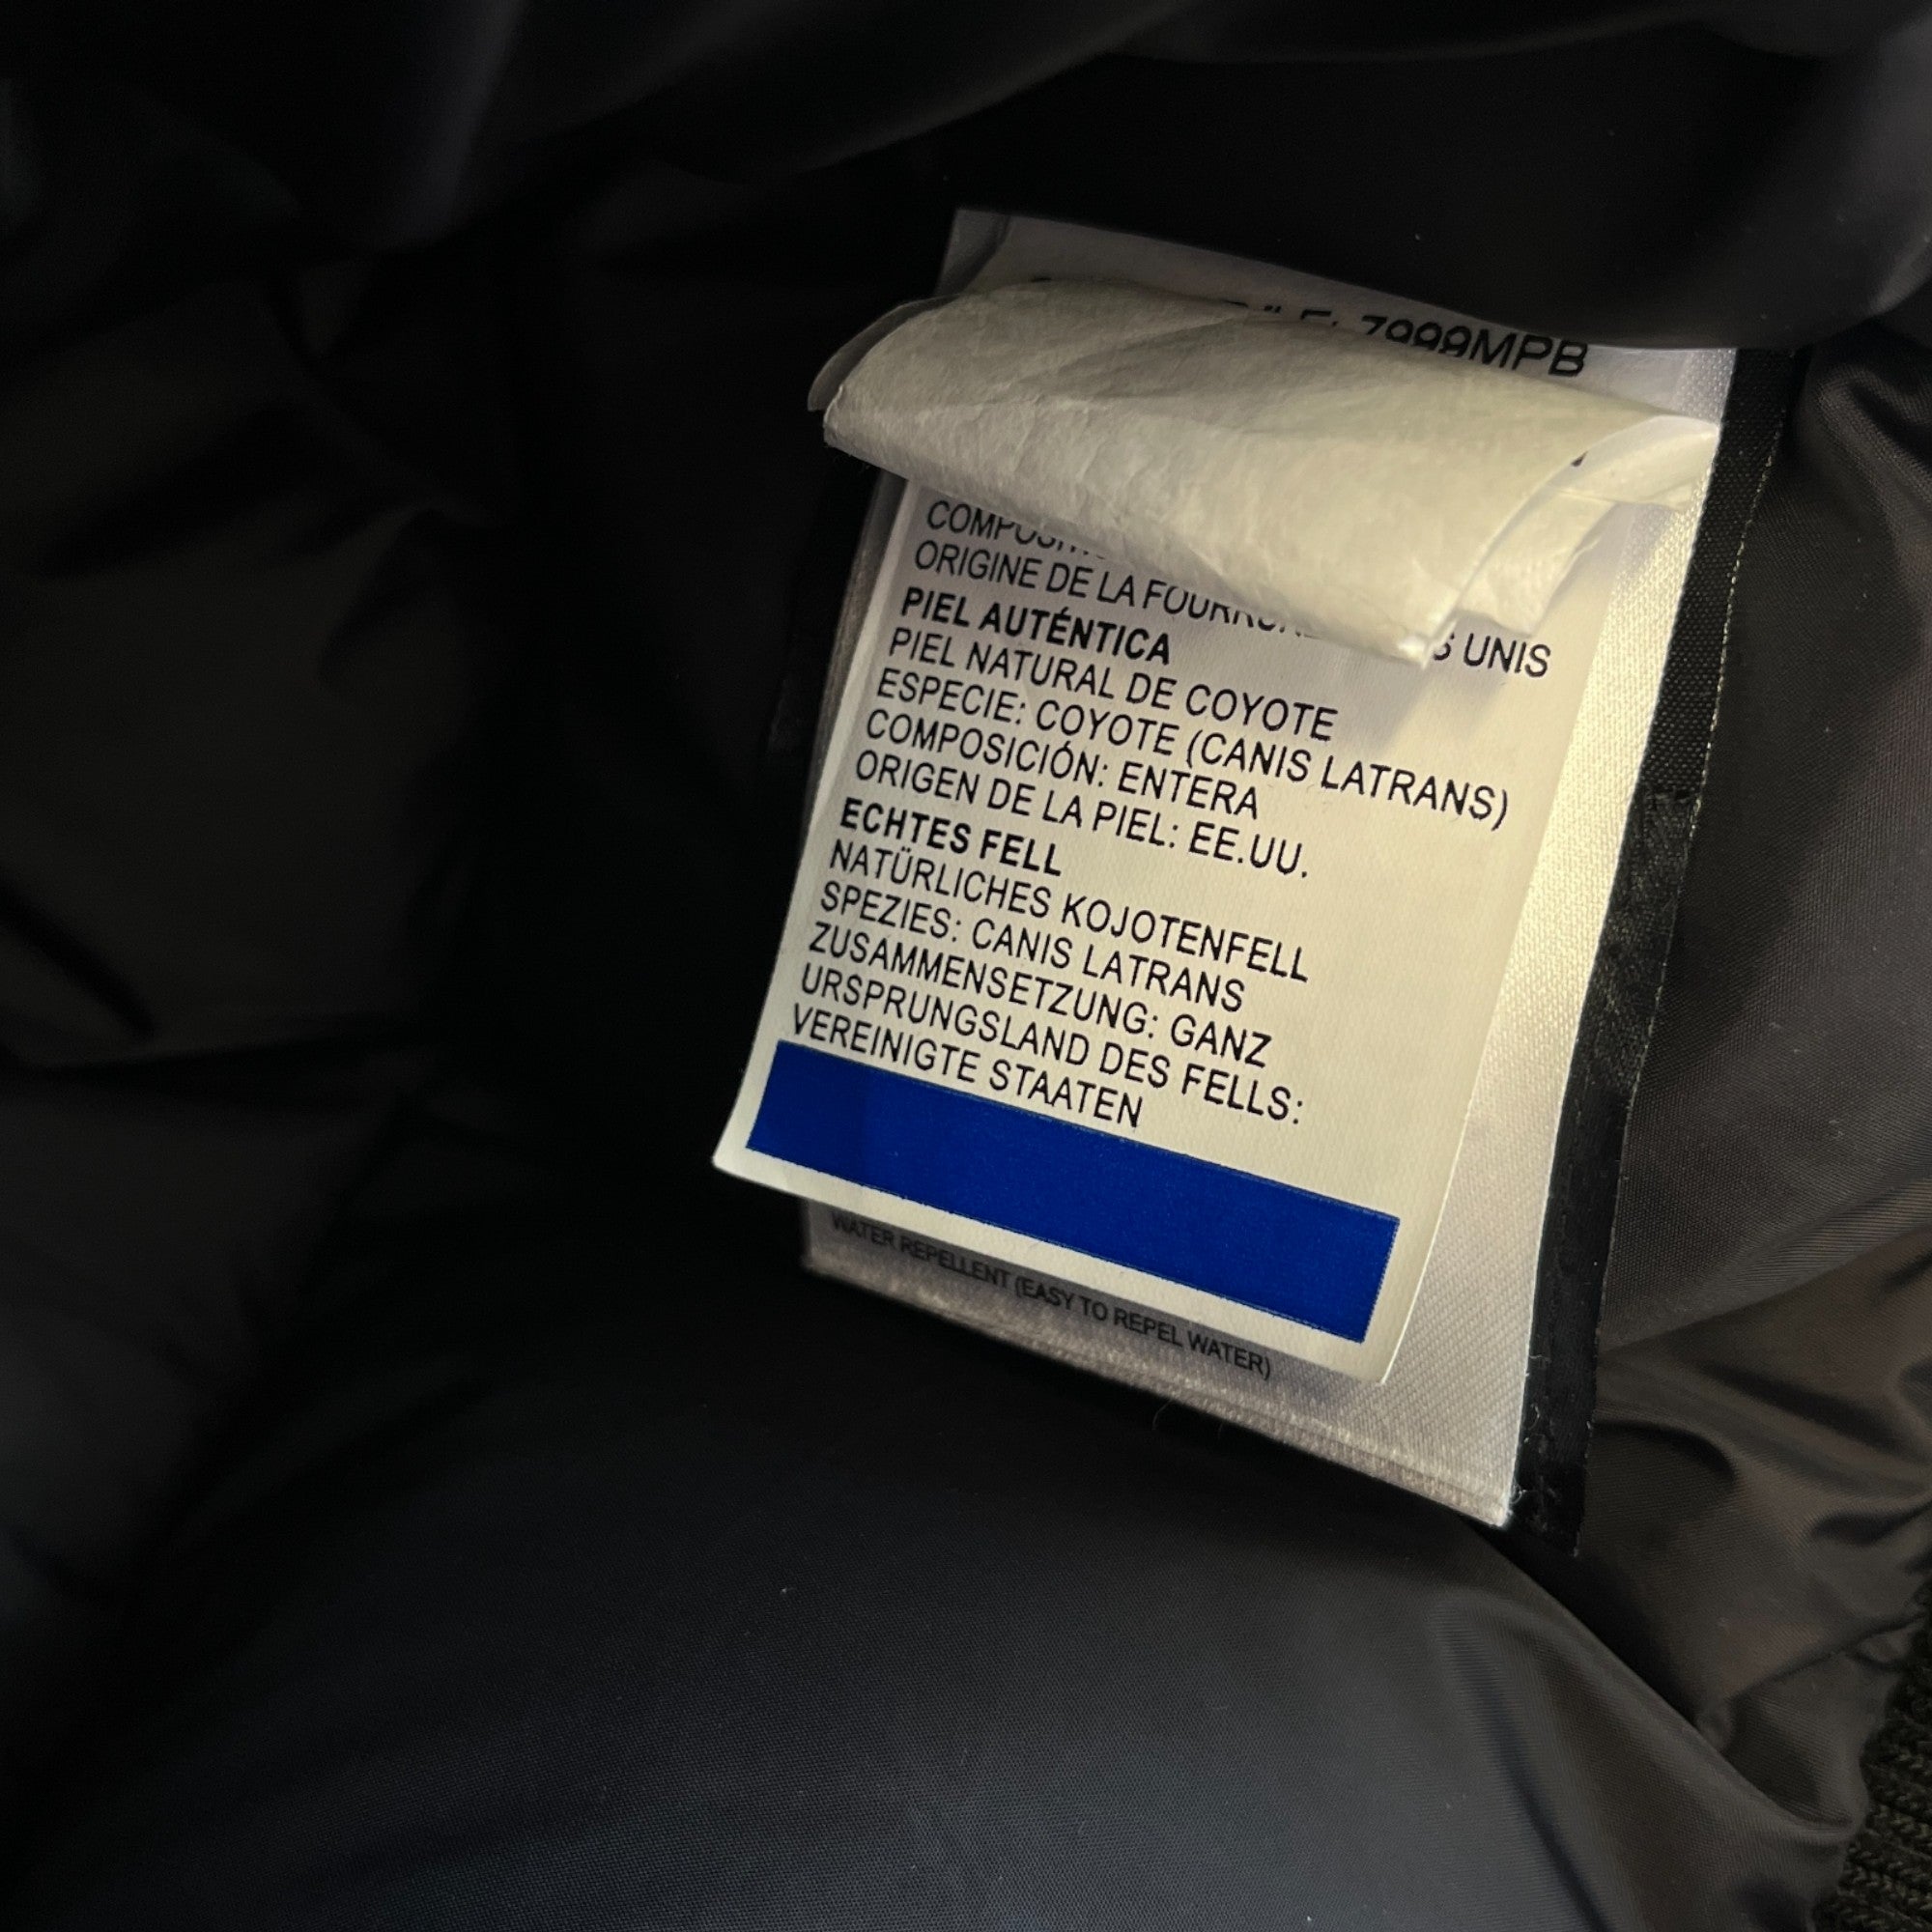 7999MPB
ORIGINE DE LA UNIS
PIEL AUTÉNTICA
PIEL NATURAL DE COYOTE
ESPECIE: COYOTE (CANIS LATRANS)
COMPOSICIÓN: ENTERA
ORIGEN DE LA PIEL: EE.UU.
ECHTES FELL
NATÜRLICHES KOJOTENFELL
SPEZIES: CANIS LATRANS
ZUSAMMENSETZUNG: GANZ
URSPRUNGSLAND DES FELLS:
VEREINIGTE STAATEN
WATER REPELLENT (EASY TO REPEL WATER)